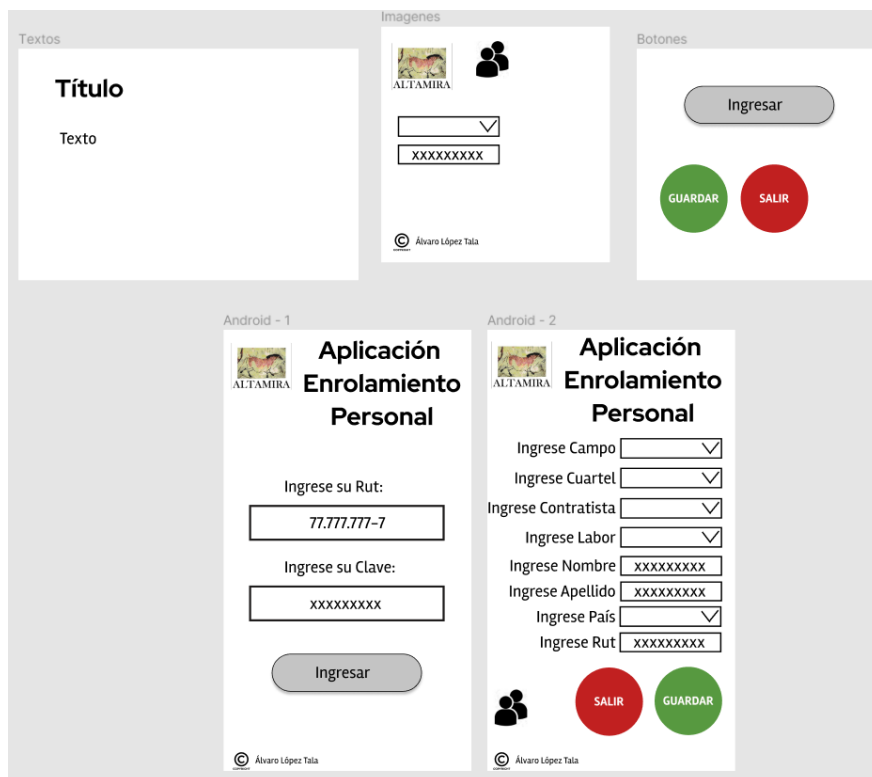 Textos
Título
Texto
Imagenes
ALTAMIRA
xxxxxxxxx
© Álvaro López Tala
Botones
Ingresar
GUARDAR SALIR
Android - 1
ALTAMIRA
Aplicación
Enrolamiento
Personal
Ingrese su Rut:
77.777.777-7
Ingrese su Clave:
xxxxxxxxx
Ingresar
© Álvaro López Tala
Android - 2
ALTAMIRA
Aplicación
Enrolamiento
Personal
Ingrese Campo
Ingrese Cuartel
Ingrese Contratista
Ingrese Labor
Ingrese Nombre xxxxxxxxx
Ingrese Apellido xxxxxxxxx
Ingrese País
Ingrese Rut xxxxxxxxx
SALIR GUARDAR
© Álvaro López Tala